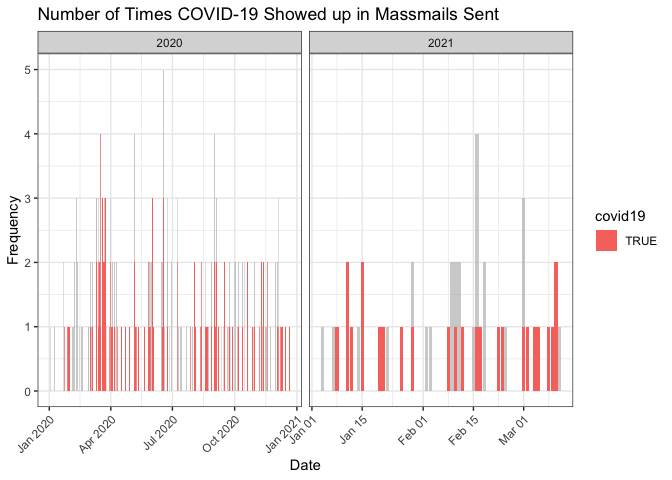 Number of Times COVID-19 Showed up in Massmails Sent
2020 2021
5
4
3
2
1
0
Frequency
Jan 2020 Apr 2020 Jul 2020 Oct 2020 Jan 2021 Jan 01 Jan 15 Feb 01 Feb 15 Mar 01
Date
covid19
TRUE